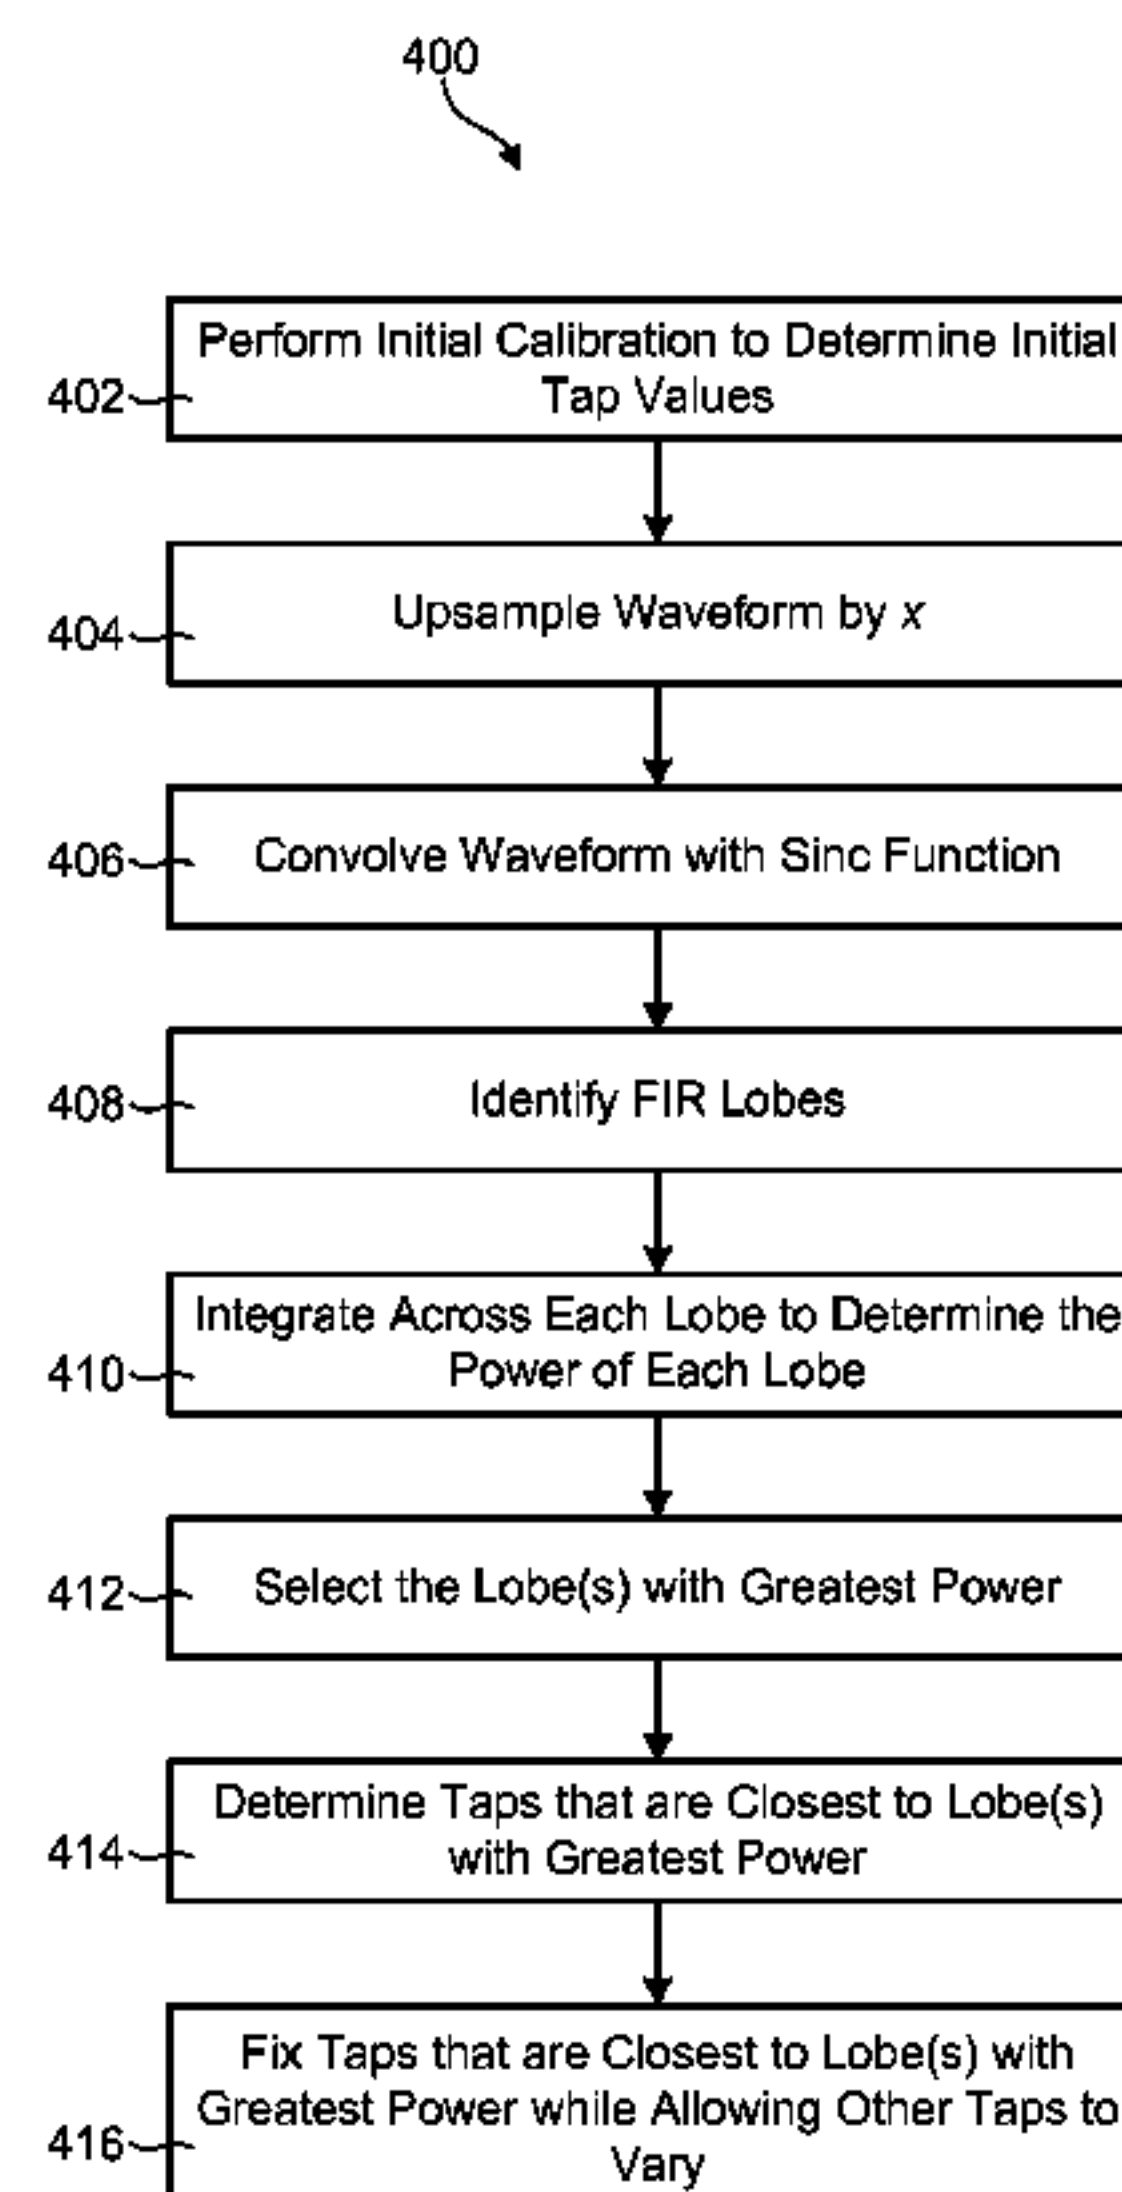 400
Perform Initial Calibration to Determine Initial
Tap Values
402
Upsample Waveform by x
404
Convolve Waveform with Sinc Function
406
Identify FIR Lobes
408
Integrate Across Each Lobe to Determine the
Power of Each Lobe
410
Select the Lobe(s) with Greatest Power
412
Determine Taps that are Closest to Lobe(s)
with Greatest Power
414
Fix Taps that are Closest to Lobe(s) with
Greatest Power while Allowing Other Taps to
Vary
416